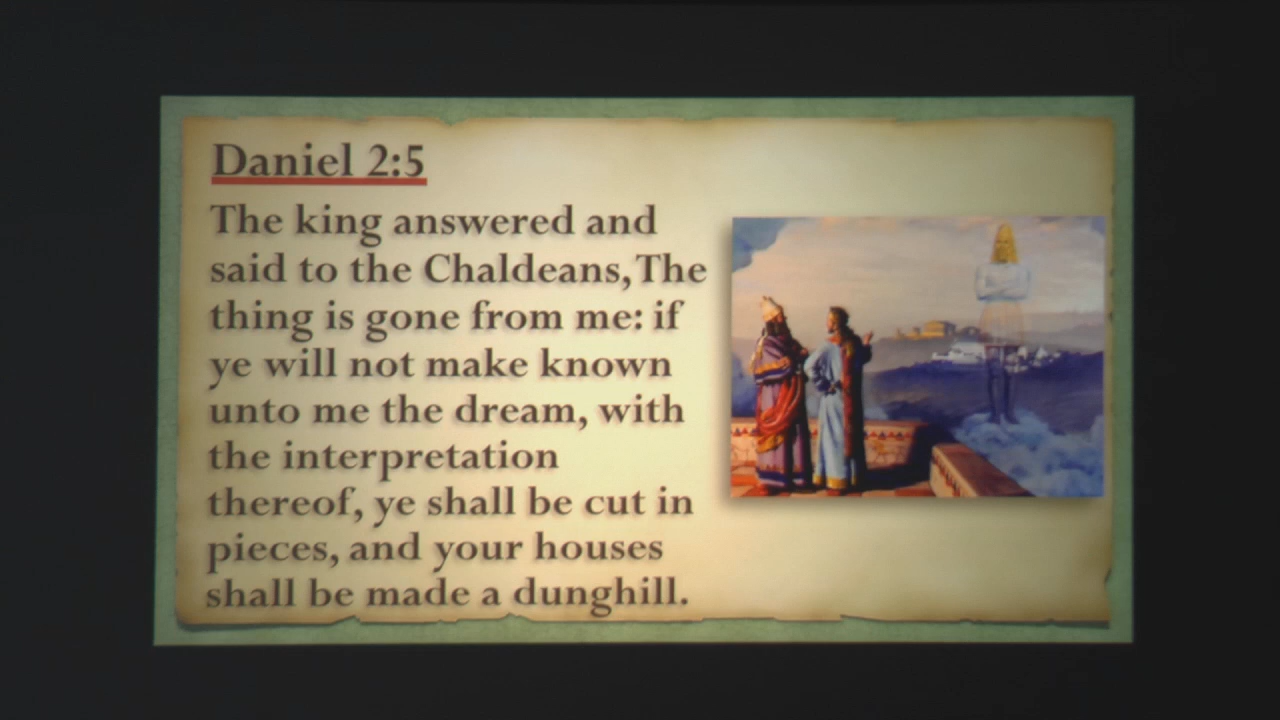 Daniel 2:5
The king answered and
said to the Chaldeans,The
thing is gone from me: if
ye will not make known
unto me the dream, with
the interpretation
thereof, ye shall be cut in
pieces, and your houses
shall be made a dunghill.